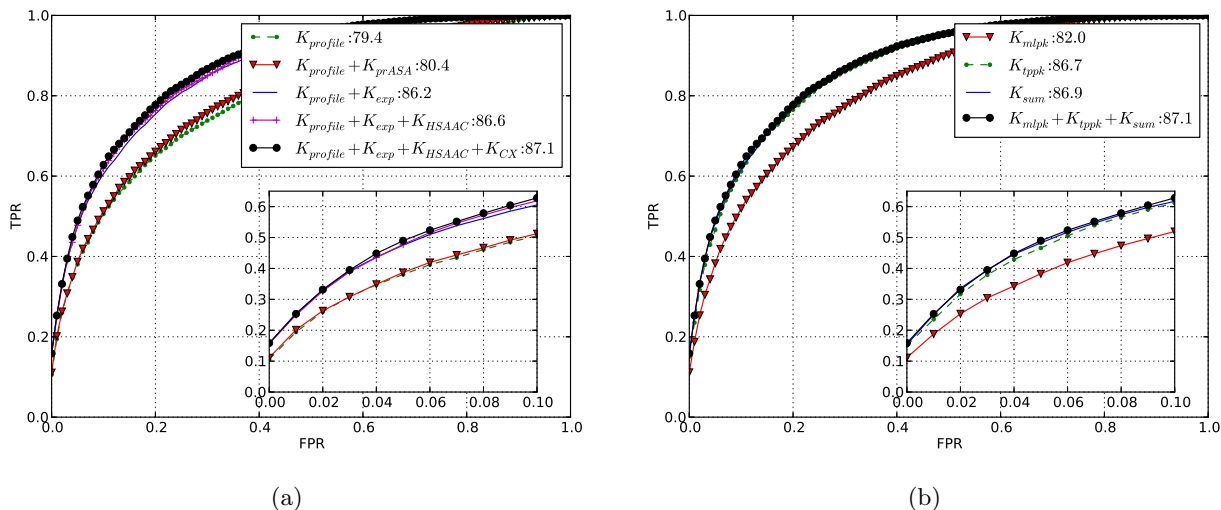 1.0
0.8
0.6
0.4
0.2
0.0
TPR
K_profile:79.4
K_profile+K_prASA:80.4
K_profile+K_exp:86.2
K_profile+K_exp+K_HSAAC:86.6
K_profile+K_exp+K_HSAAC+K_CX:87.1
0.6
0.5
0.4
0.3
0.2
0.1
0.0
0.00 0.02 0.04 0.06 0.08 0.10
0.0 0.2 0.4 0.6 0.8 1.0
FPR
(a)
1.0
0.8
0.6
0.4
0.2
0.0
TPR
K_mlpk:82.0
K_tppk:86.7
K_sum:86.9
K_mlpk+K_tppk+K_sum:87.1
0.6
0.5
0.4
0.3
0.2
0.1
0.0
0.00 0.02 0.04 0.06 0.08 0.10
0.0 0.2 0.4 0.6 0.8 1.0
FPR
(b)